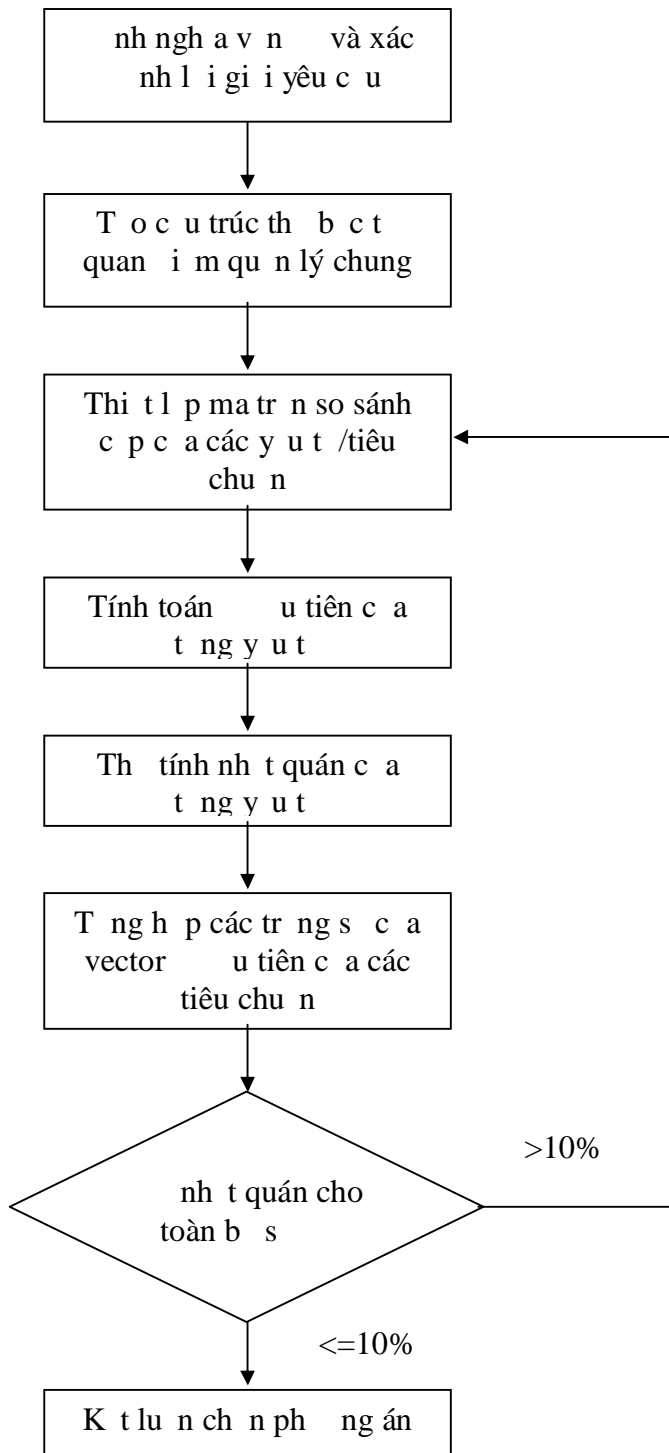 nh ngh a v n và xác
nh l i gi i yêu c u
T o c u trúc th b c t
quan i m qu n lý chung
Thi t l p ma tr n so sánh
c p c a các y u t /tiêu
chu n
Tính toán u tiên c a
t ng y u t
Th tính nh t quán c a
t ng y u t
T ng h p các tr ng s c a
vector u tiên c a các
tiêu chu n
>10%
nh t quán cho
toàn b s
<=10%
K t lu n ch n ph ng án